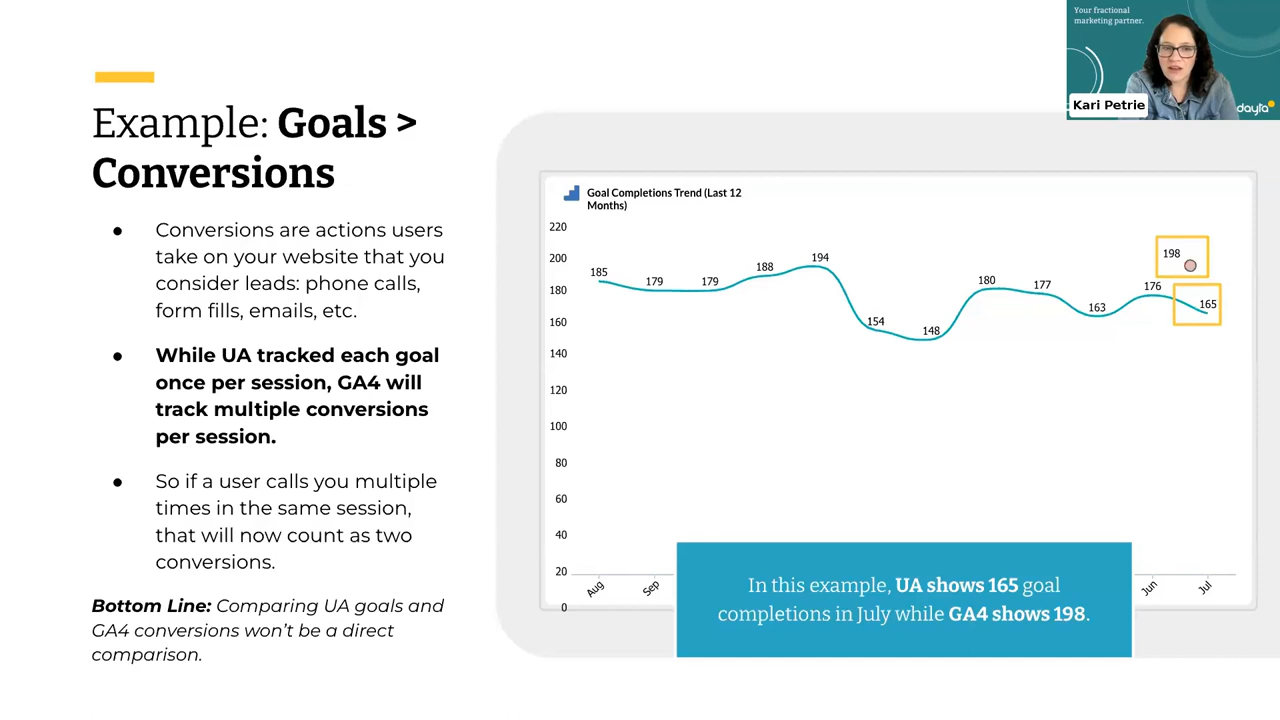 Your fractional
marketing partner.
Kari Petrie
dayta
Example: Goals >
Conversions
● Conversions are actions users
take on your website that you
consider leads: phone calls,
form fills, emails, etc.
● While UA tracked each goal
once per session, GA4 will
track multiple conversions
per session.
● So if a user calls you multiple
times in the same session,
that will now count as two
conversions.
Bottom Line: Comparing UA goals and
GA4 conversions won't be a direct
comparison.
Goal Completions Trend (Last 12
Months)
220
200
180
160
140
120
100
80
60
40
20
0
185
179
179
188
194
154
148
180
177
163
176
198
165
Aug
Sep
Jun
Jul
In this example, UA shows 165 goal
completions in July while GA4 shows 198.